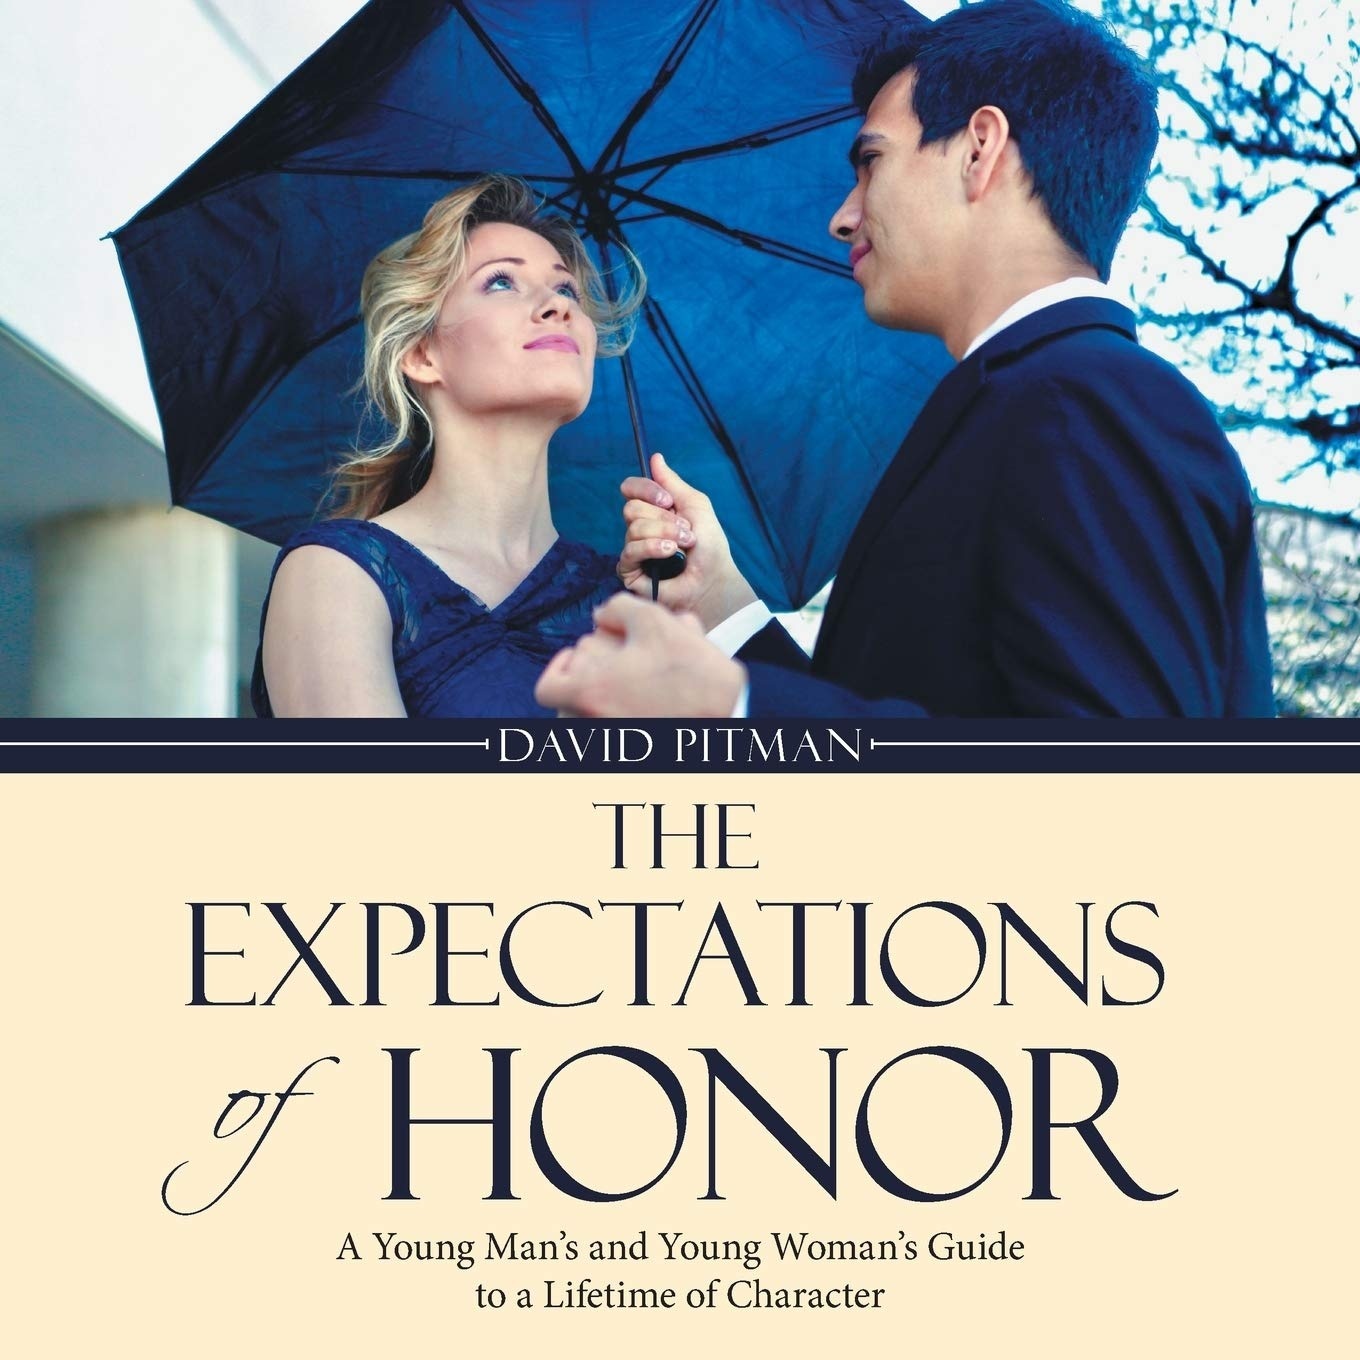 DAVID PITMAN
THE
EXPECTATIONS
of HONOR
A Young Man’s and Young Woman’s Guide
to a Lifetime of Character